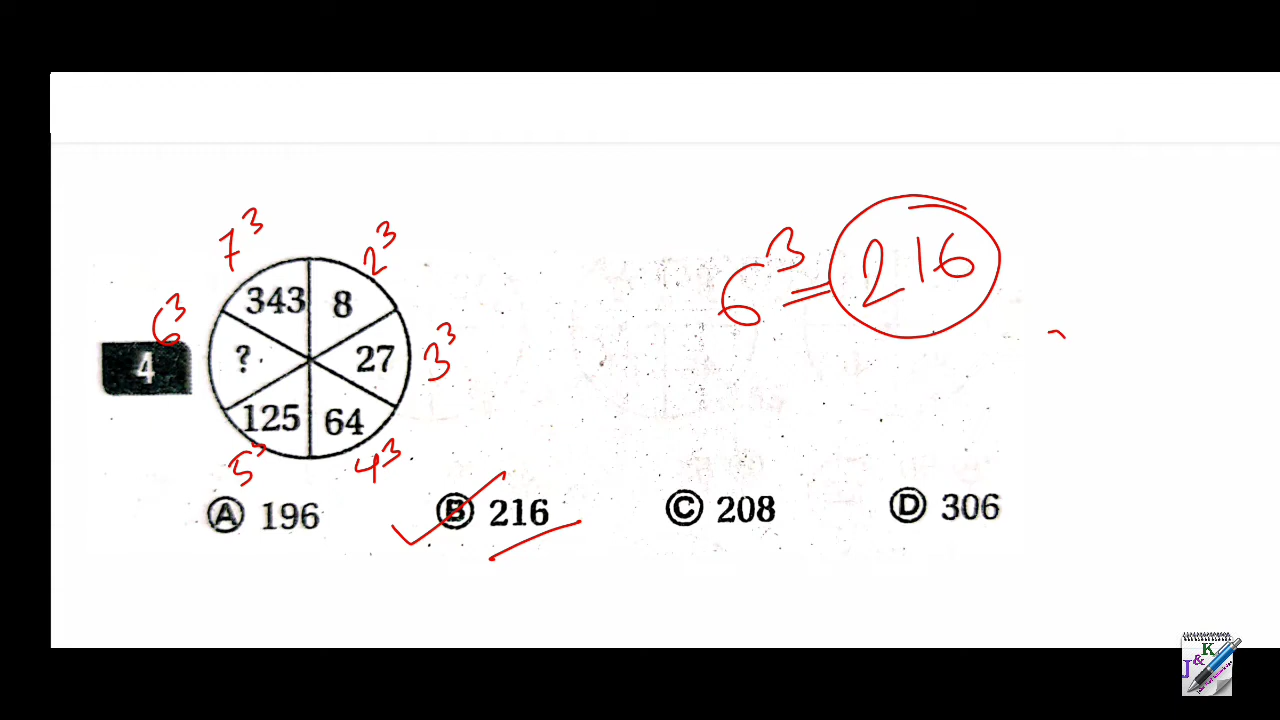 7³ 2³
6³ 343 8 3³
4 ? 27
125 64
5³ 4³
6³ = 216
A 196 B 216 C 208 D 306
J & K